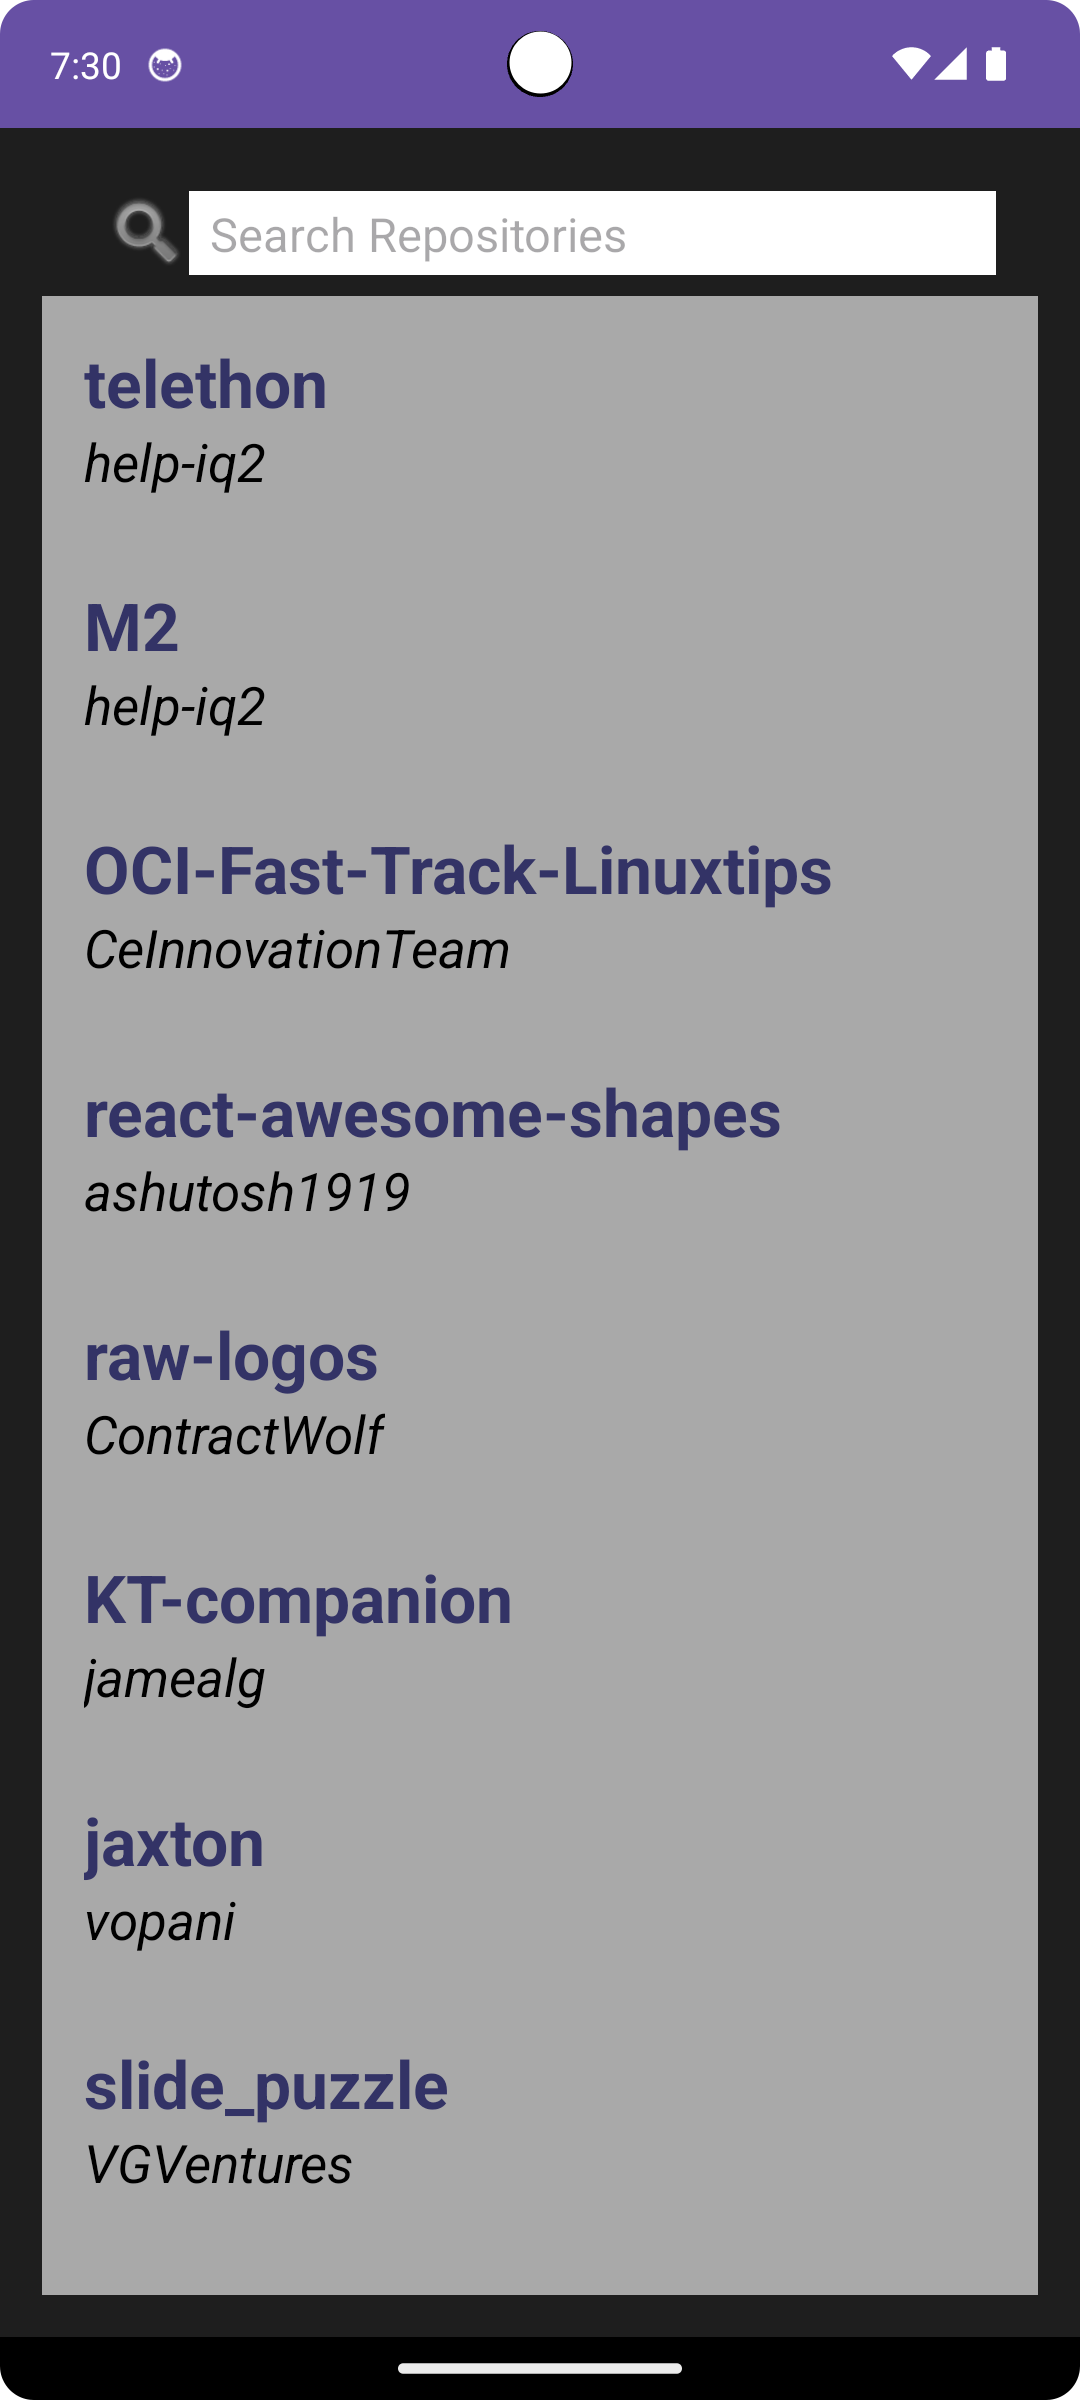 7:30
Search Repositories
telethon
help-iq2
M2
help-iq2
OCI-Fast-Track-Linuxtips
CeInnovationTeam
react-awesome-shapes
ashutosh1919
raw-logos
ContractWolf
KT-companion
jamealg
jaxton
vopani
slide_puzzle
VGVentures